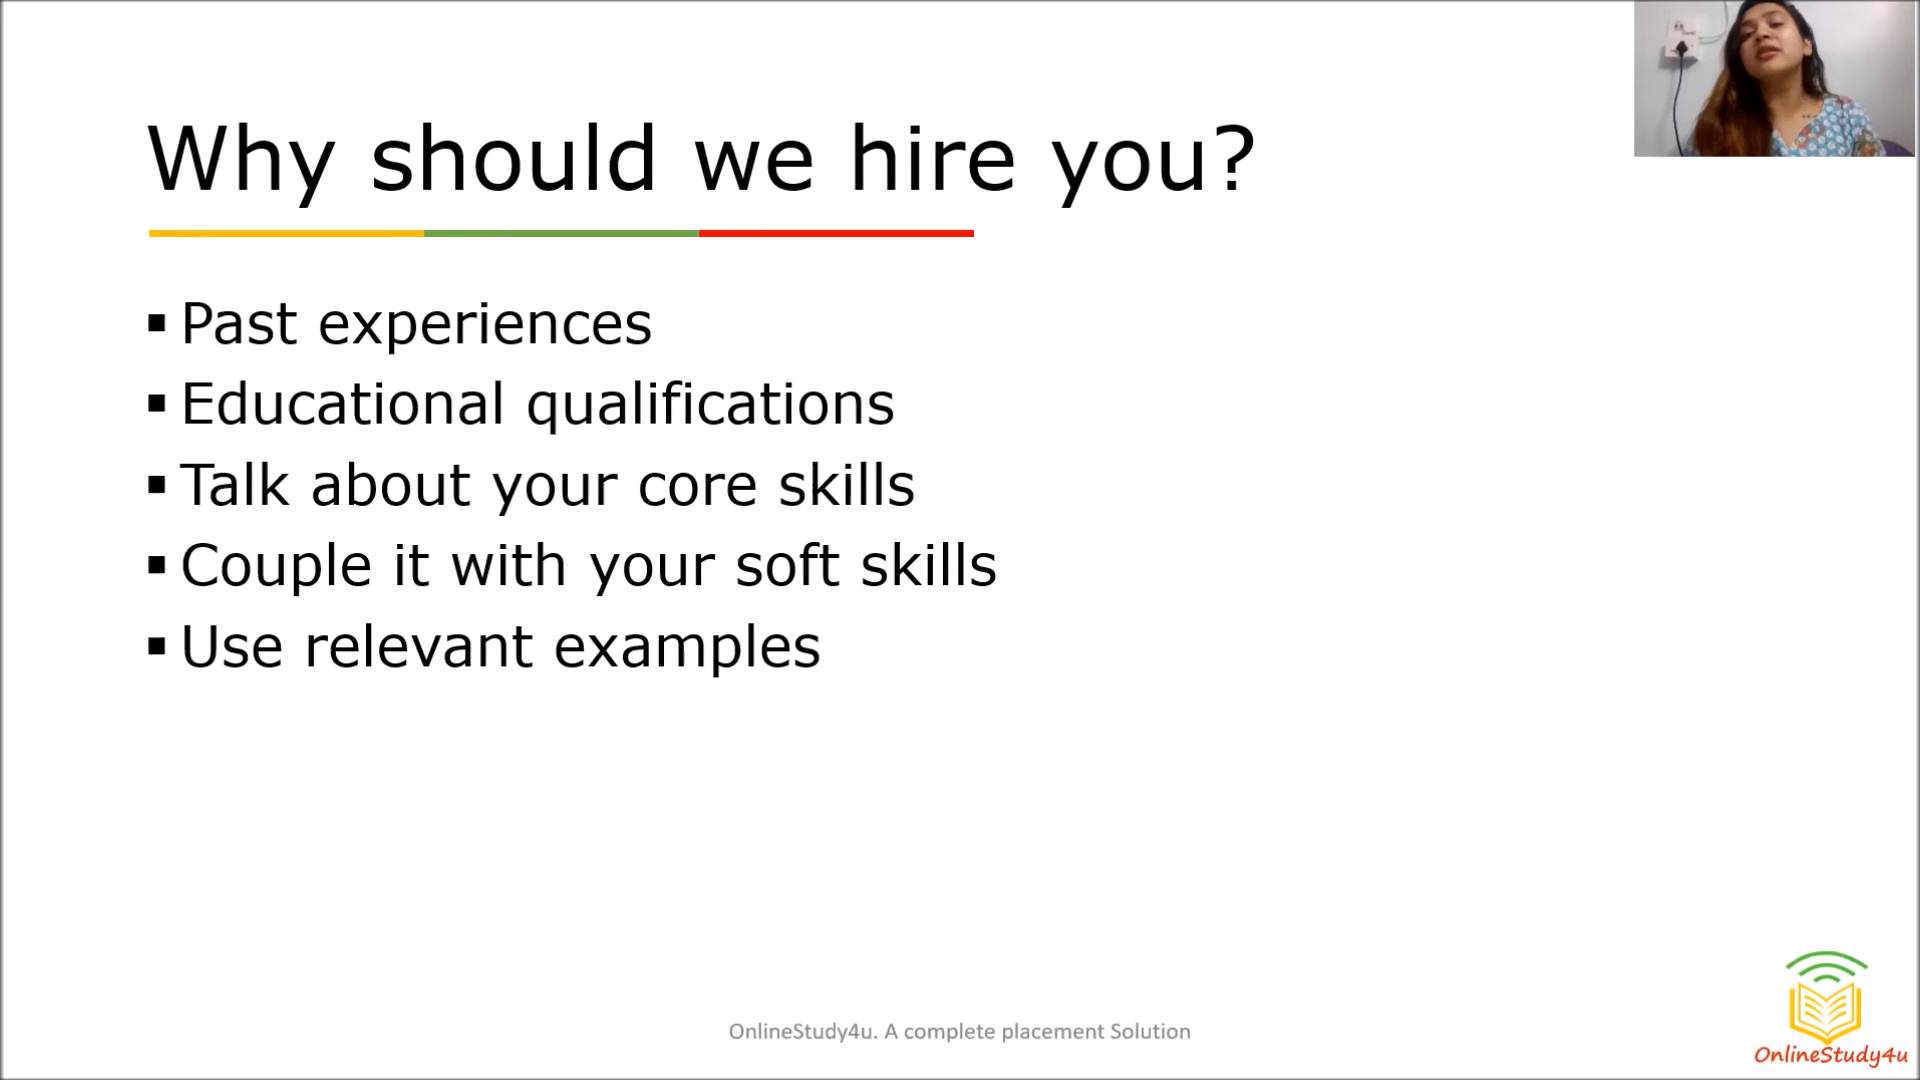 Why should we hire you?
Past experiences
Educational qualifications
Talk about your core skills
Couple it with your soft skills
Use relevant examples
OnlineStudy4u. A complete placement Solution
OnlineStudy4u